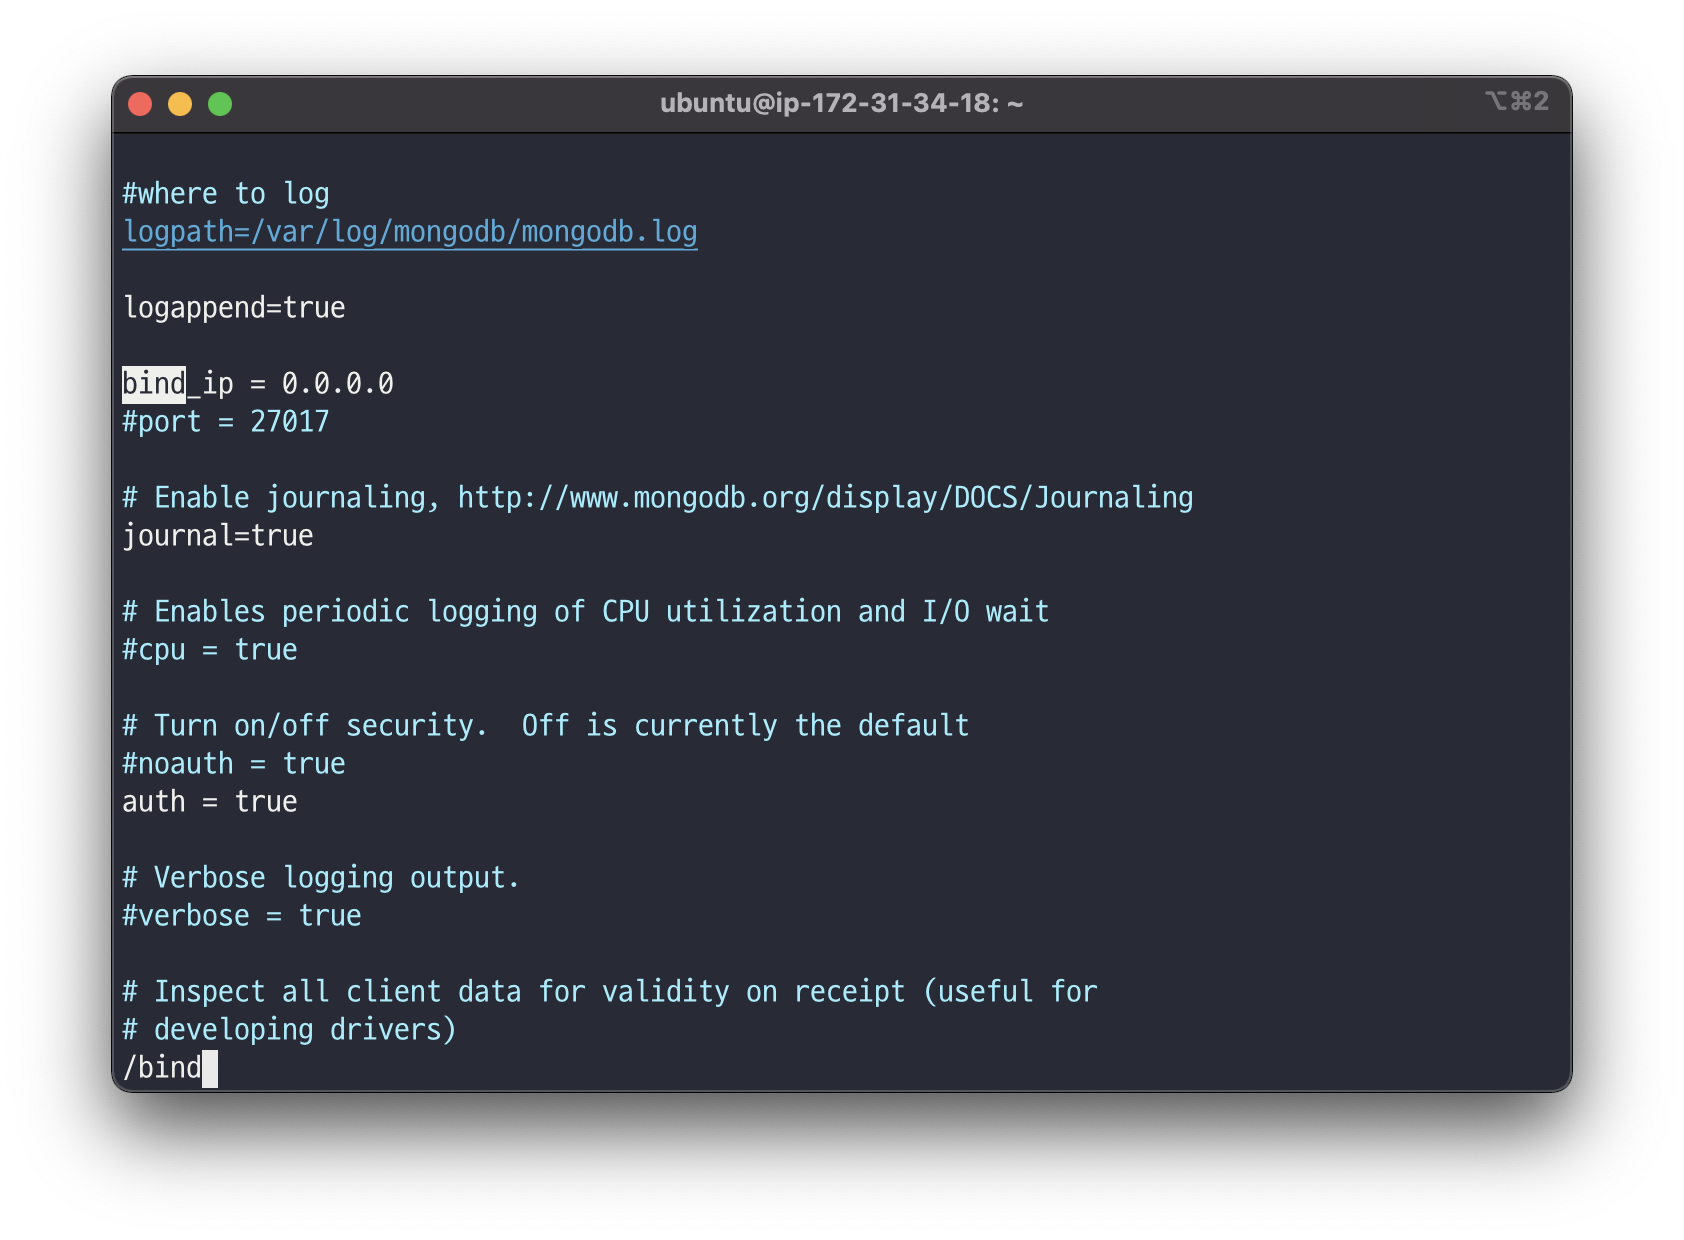 ubuntu@ip-172-31-34-18: ~
⌥⌘2
#where to log
logpath=/var/log/mongodb/mongodb.log
logappend=true
bind_ip = 0.0.0.0
#port = 27017
# Enable journaling, http://www.mongodb.org/display/DOCS/Journaling
journal=true
# Enables periodic logging of CPU utilization and I/O wait
#cpu = true
# Turn on/off security.  Off is currently the default
#noauth = true
auth = true
# Verbose logging output.
#verbose = true
# Inspect all client data for validity on receipt (useful for
# developing drivers)
/bind